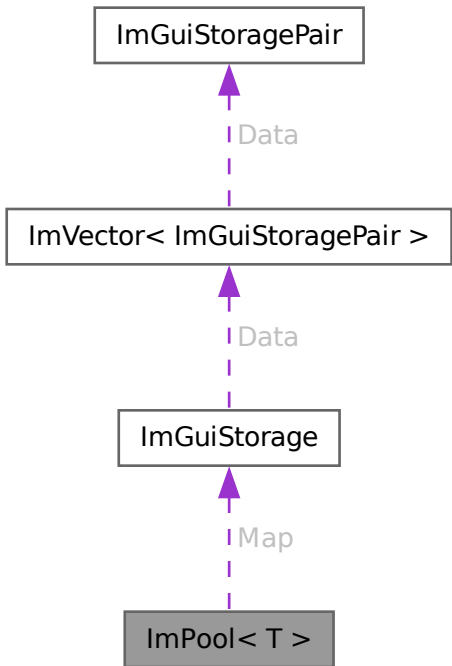 ImGuiStoragePair
Data
ImVector< ImGuiStoragePair >
Data
ImGuiStorage
Map
ImPool< T >